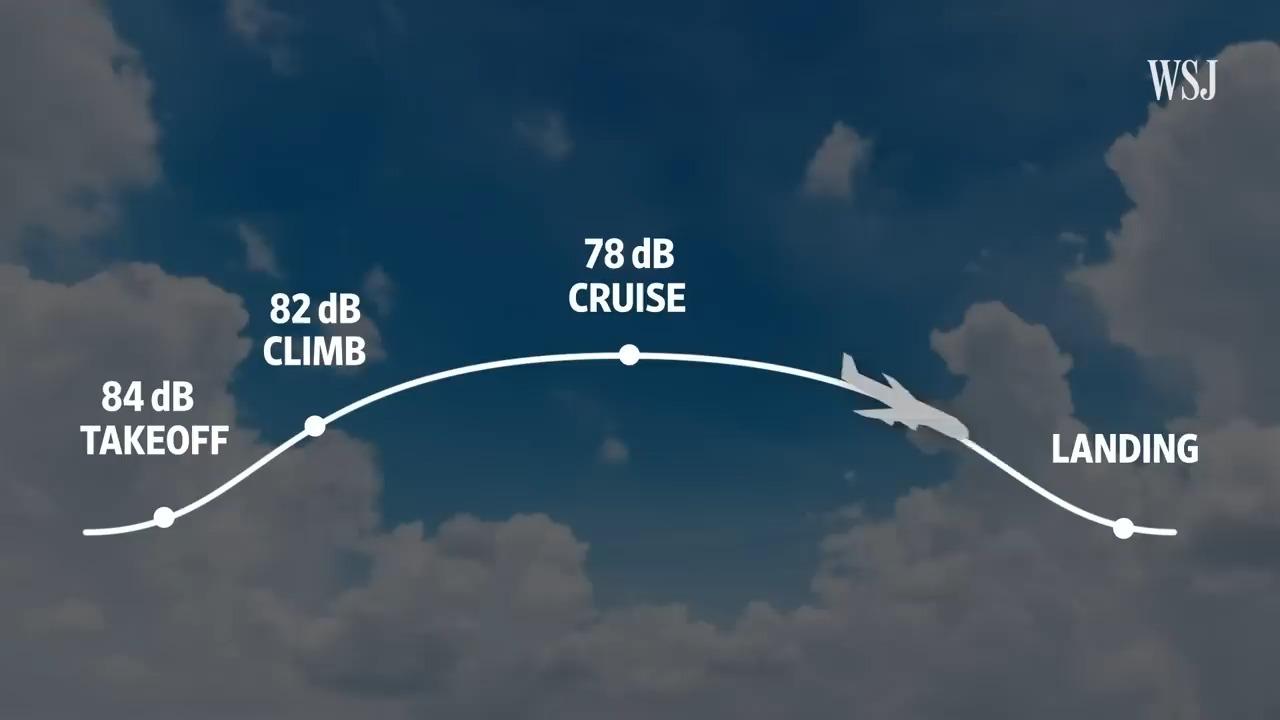 WSJ
78 dB
CRUISE
82 dB
CLIMB
84 dB
TAKEOFF
LANDING